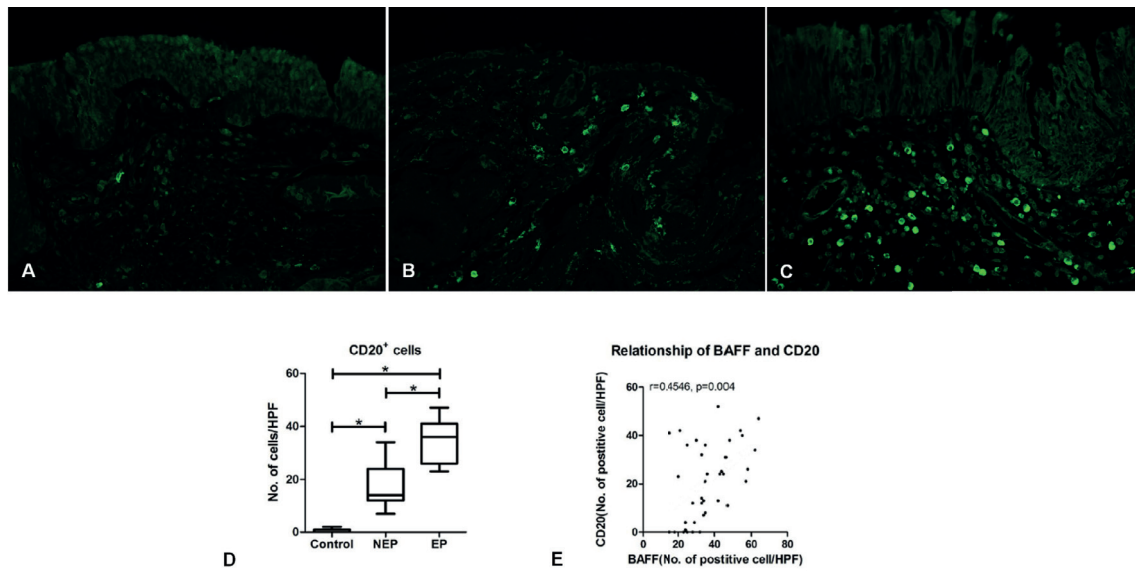 A
B
C
CD20+ cells
No. of cells/HPF
60
40
20
0
*
*
*
Control NEP EP
D
Relationship of BAFF and CD20
r=0.4546, p=0.004
CD20(No. of postitive cell/HPF)
60
40
20
0
0 20 40 60 80
BAFF(No. of postitive cell/HPF)
E